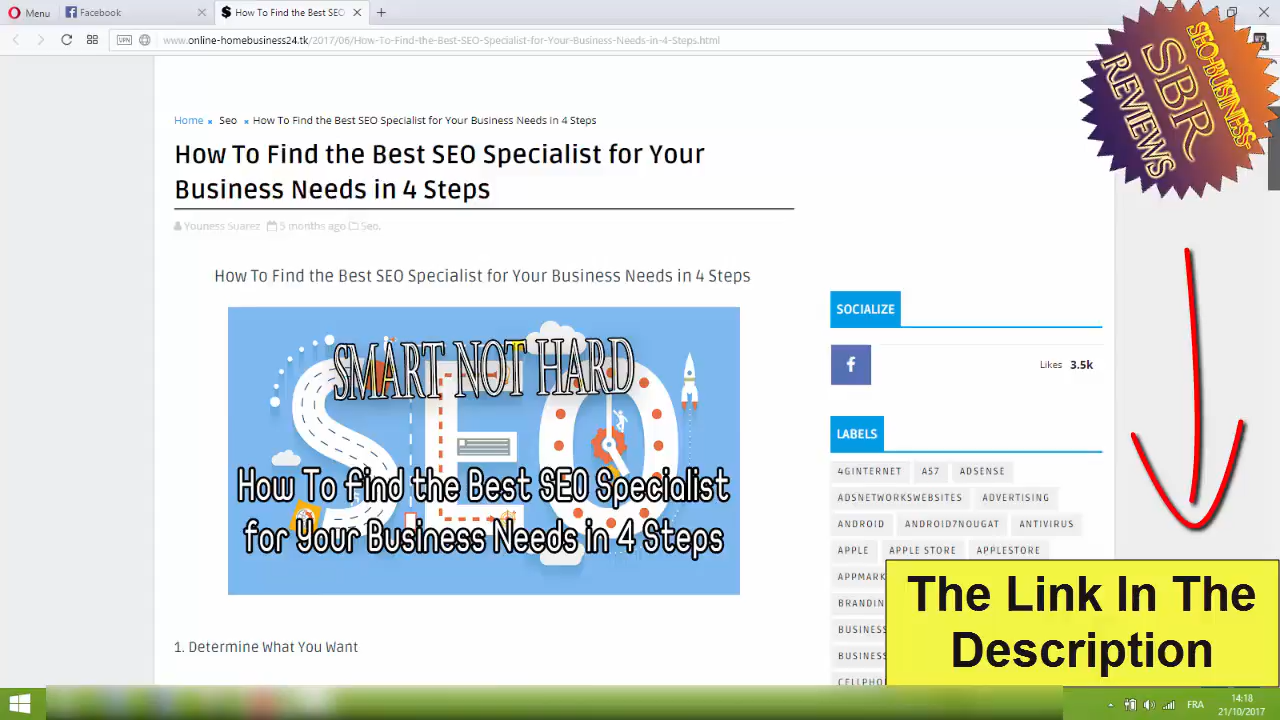 Menu
Facebook
How To Find the Best SEO
VPN
www.online-homebusiness24.tk/2017/06/How-To-Find-the-Best-SEO-Specialist-for-Your-Business-Needs-in-4-Steps.html
SEO-BUSINESS
SBR
REVIEWS
Home × Seo × How To Find the Best SEO Specialist for Your Business Needs in 4 Steps
How To Find the Best SEO Specialist for Your
Business Needs in 4 Steps
Youness Suarez 5 months ago Seo,
How To Find the Best SEO Specialist for Your Business Needs in 4 Steps
SMART NOT HARD
SEO
How To find the Best SEO Specialist
for Your Business Needs in 4 Steps
1. Determine What You Want
SOCIALIZE
f
Likes 3.5k
LABELS
4GINTERNET A57 ADSENSE
ADSNETWORKSWEBSITES ADVERTISING
ANDROID ANDROID7NOUGAT ANTIVIRUS
APPLE APPLE STORE APPLESTORE
The Link In The
Description
14:18
FRA
21/10/2017